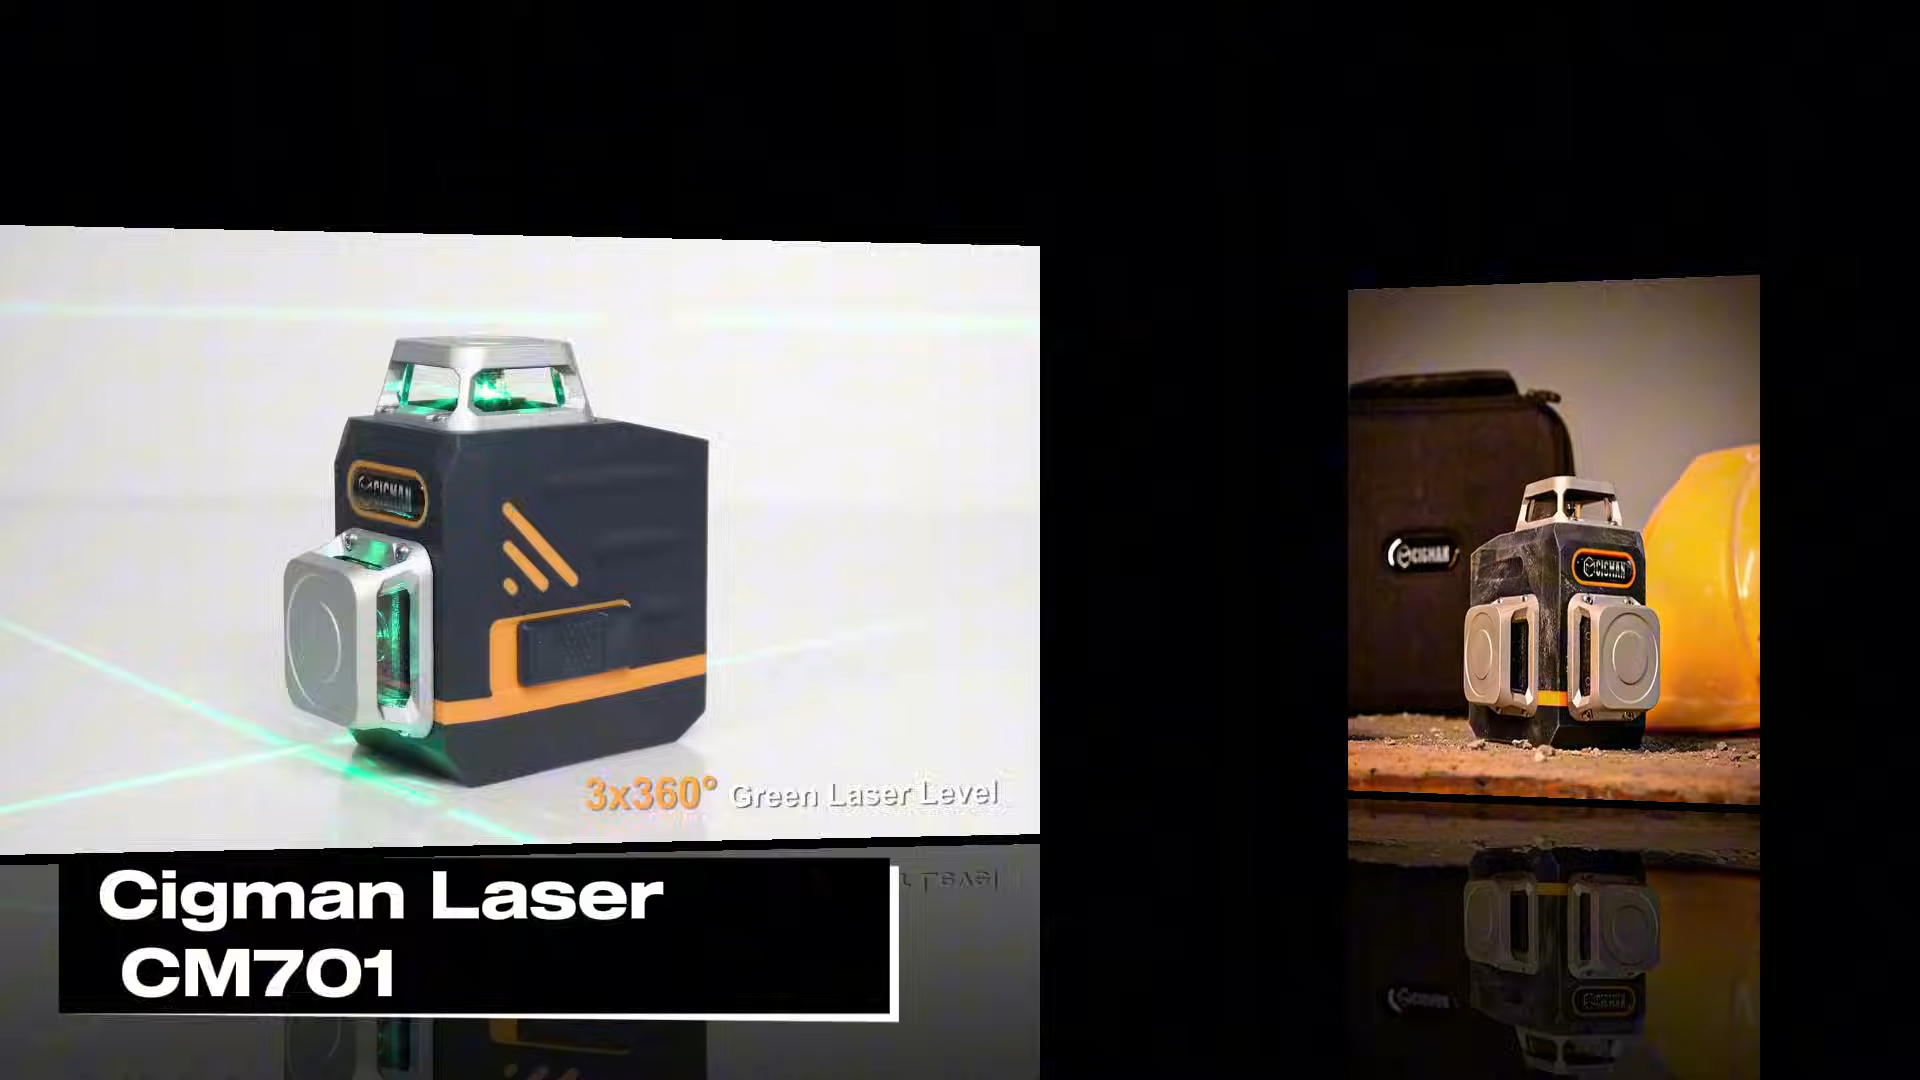 CIGMAN
3x360° Green Laser Level
CIGMAN
CIGMAN
Cigman Laser
CM701